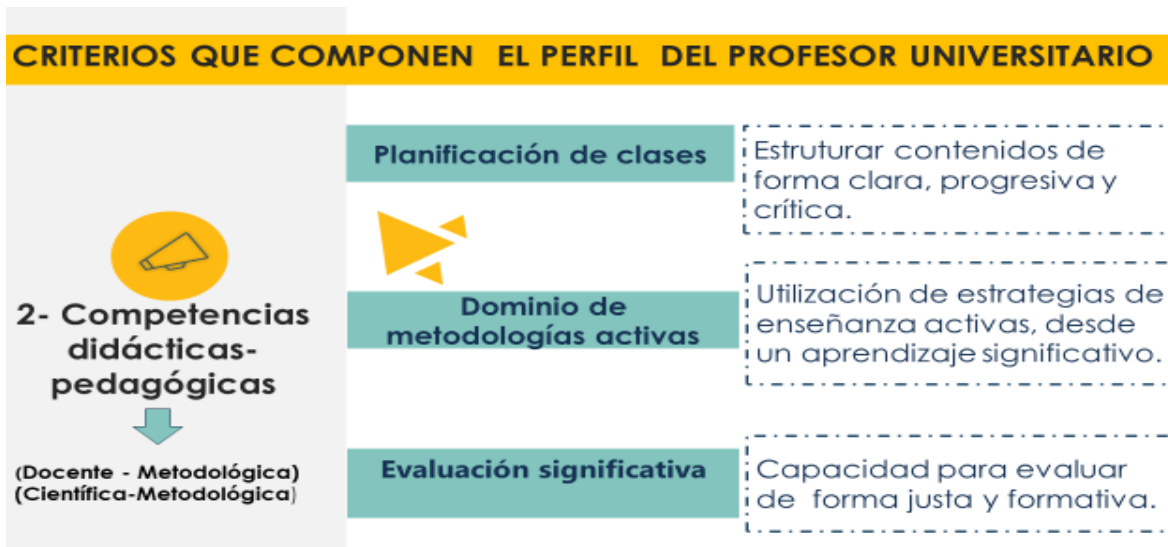 CRITERIOS QUE COMPONEN EL PERFIL DEL PROFESOR UNIVERSITARIO
2- Competencias
didácticas-
pedagógicas
(Docente - Metodológica)
(Científica-Metodológica)
Planificación de clases
Estruturar contenidos de
forma clara, progresiva y
crítica.
Dominio de
metodologías activas
Utilización de estrategias de
enseñanza activas, desde
un aprendizaje significativo.
Evaluación significativa
Capacidad para evaluar
de forma justa y formativa.